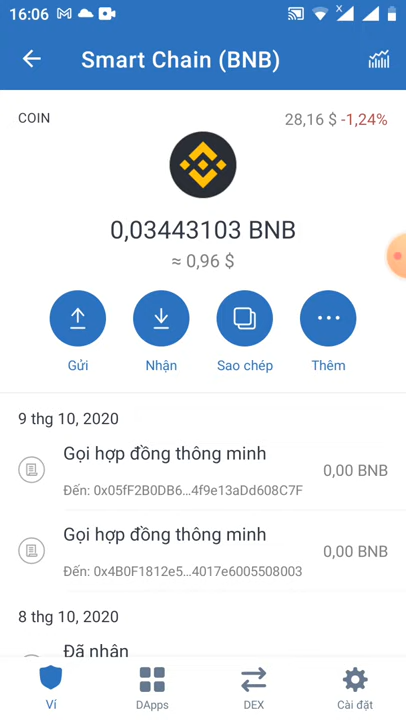 16:06
Smart Chain (BNB)
COIN
28,16 $ -1,24%
0,03443103 BNB
≈ 0,96 $
Gửi
Nhận
Sao chép
Thêm
9 thg 10, 2020
Gọi hợp đồng thông minh
0,00 BNB
Đến: 0x05fF2B0DB6...4f9e13aDd608C7F
Gọi hợp đồng thông minh
0,00 BNB
Đến: 0x4B0F1812e5...4017e6005508003
8 thg 10, 2020
Đã nhận
Ví
DApps
DEX
Cài đặt